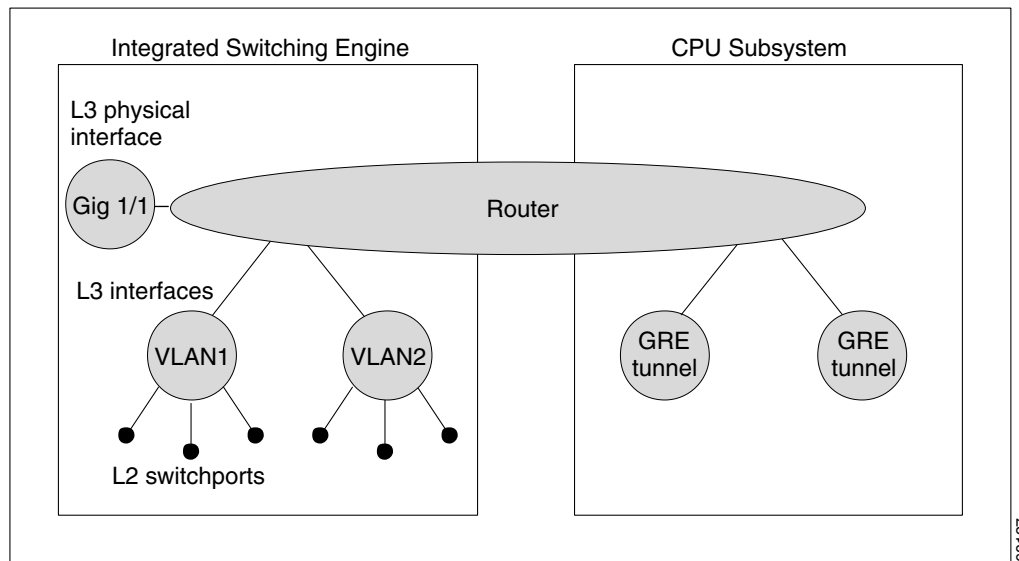 Integrated Switching Engine
CPU Subsystem
L3 physical
interface
Gig 1/1
Router
L3 interfaces
VLAN1
VLAN2
GRE
tunnel
GRE
tunnel
L2 switchports